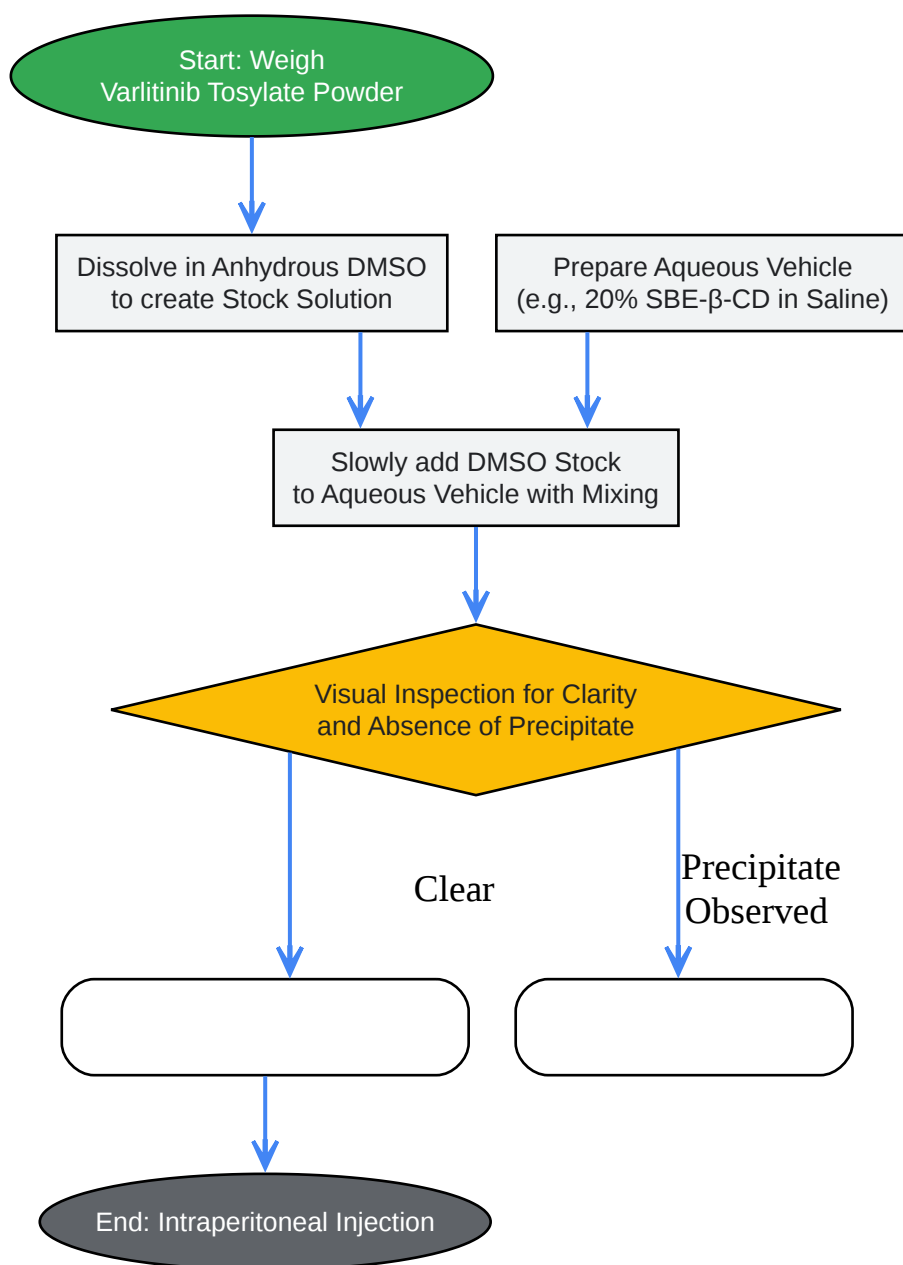 Start: Weigh
Varlitinib Tosylate Powder
Dissolve in Anhydrous DMSO
to create Stock Solution
Prepare Aqueous Vehicle
(e.g., 20% SBE-β-CD in Saline)
Slowly add DMSO Stock
to Aqueous Vehicle with Mixing
Visual Inspection for Clarity
and Absence of Precipitate
Clear
Precipitate
Observed
End: Intraperitoneal Injection